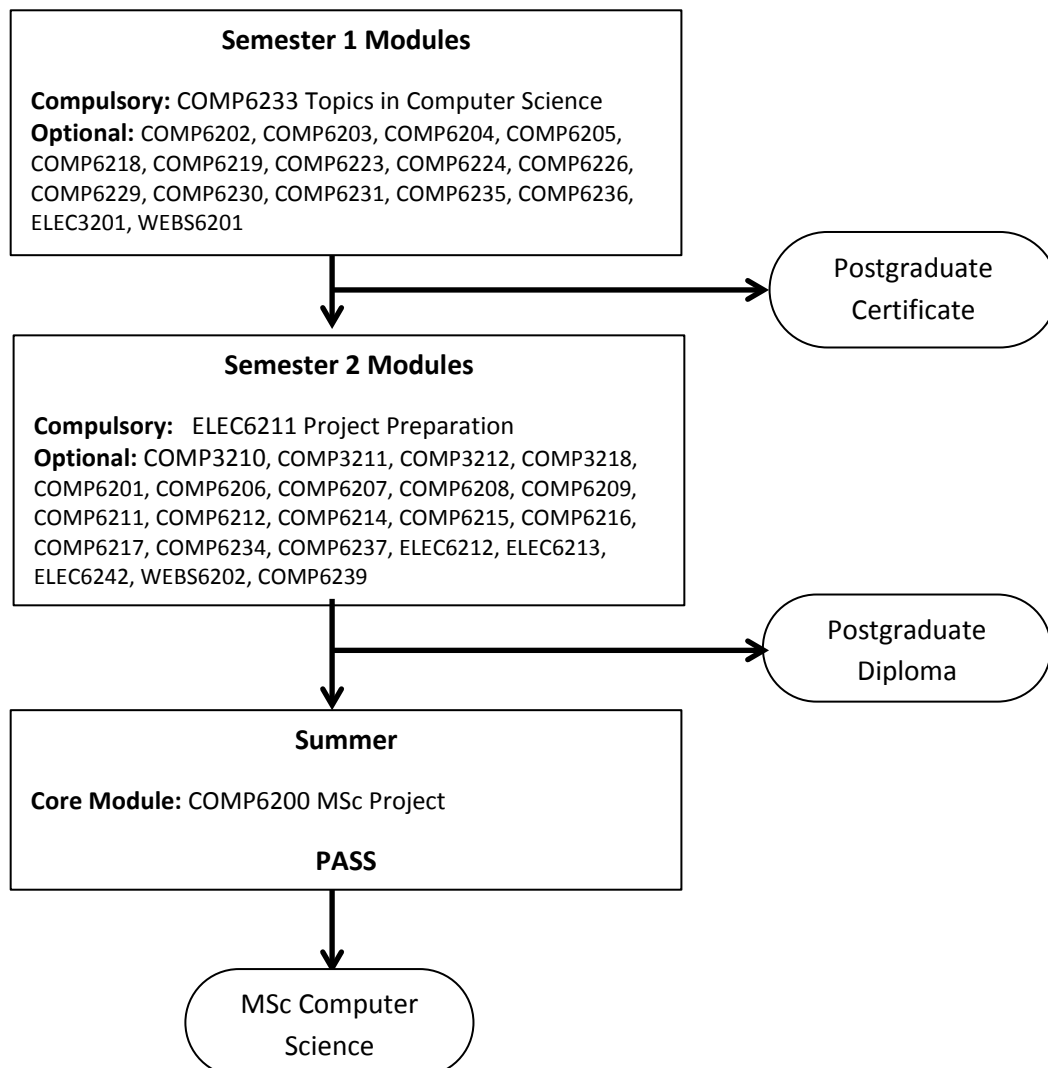 Semester 1 Modules
Compulsory: COMP6233 Topics in Computer Science
Optional: COMP6202, COMP6203, COMP6204, COMP6205,
COMP6218, COMP6219, COMP6223, COMP6224, COMP6226,
COMP6229, COMP6230, COMP6231, COMP6235, COMP6236,
ELEC3201, WEBS6201
Postgraduate
Certificate
Semester 2 Modules
Compulsory: ELEC6211 Project Preparation
Optional: COMP3210, COMP3211, COMP3212, COMP3218,
COMP6201, COMP6206, COMP6207, COMP6208, COMP6209,
COMP6211, COMP6212, COMP6214, COMP6215, COMP6216,
COMP6217, COMP6234, COMP6237, ELEC6212, ELEC6213,
ELEC6242, WEBS6202, COMP6239
Postgraduate
Diploma
Summer
Core Module: COMP6200 MSc Project
PASS
MSc Computer
Science